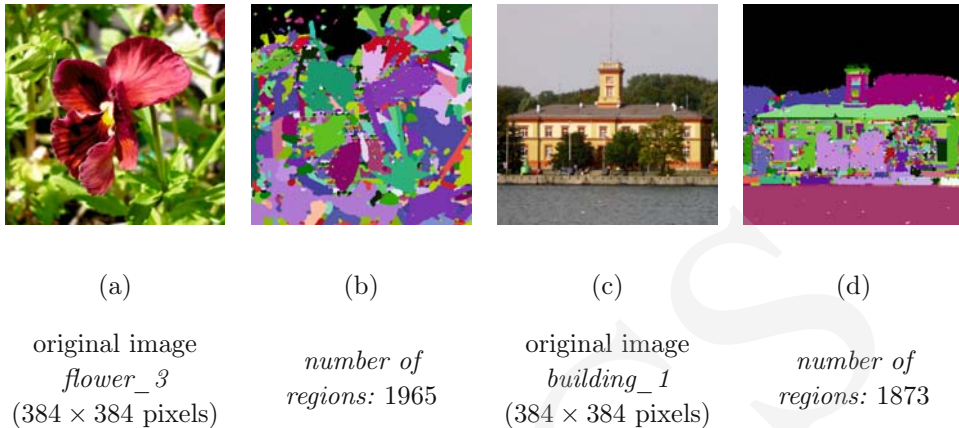 (a)
(b)
(c)
(d)
original image
flower_3
(384 × 384 pixels)
number of
regions: 1965
original image
building_1
(384 × 384 pixels)
number of
regions: 1873